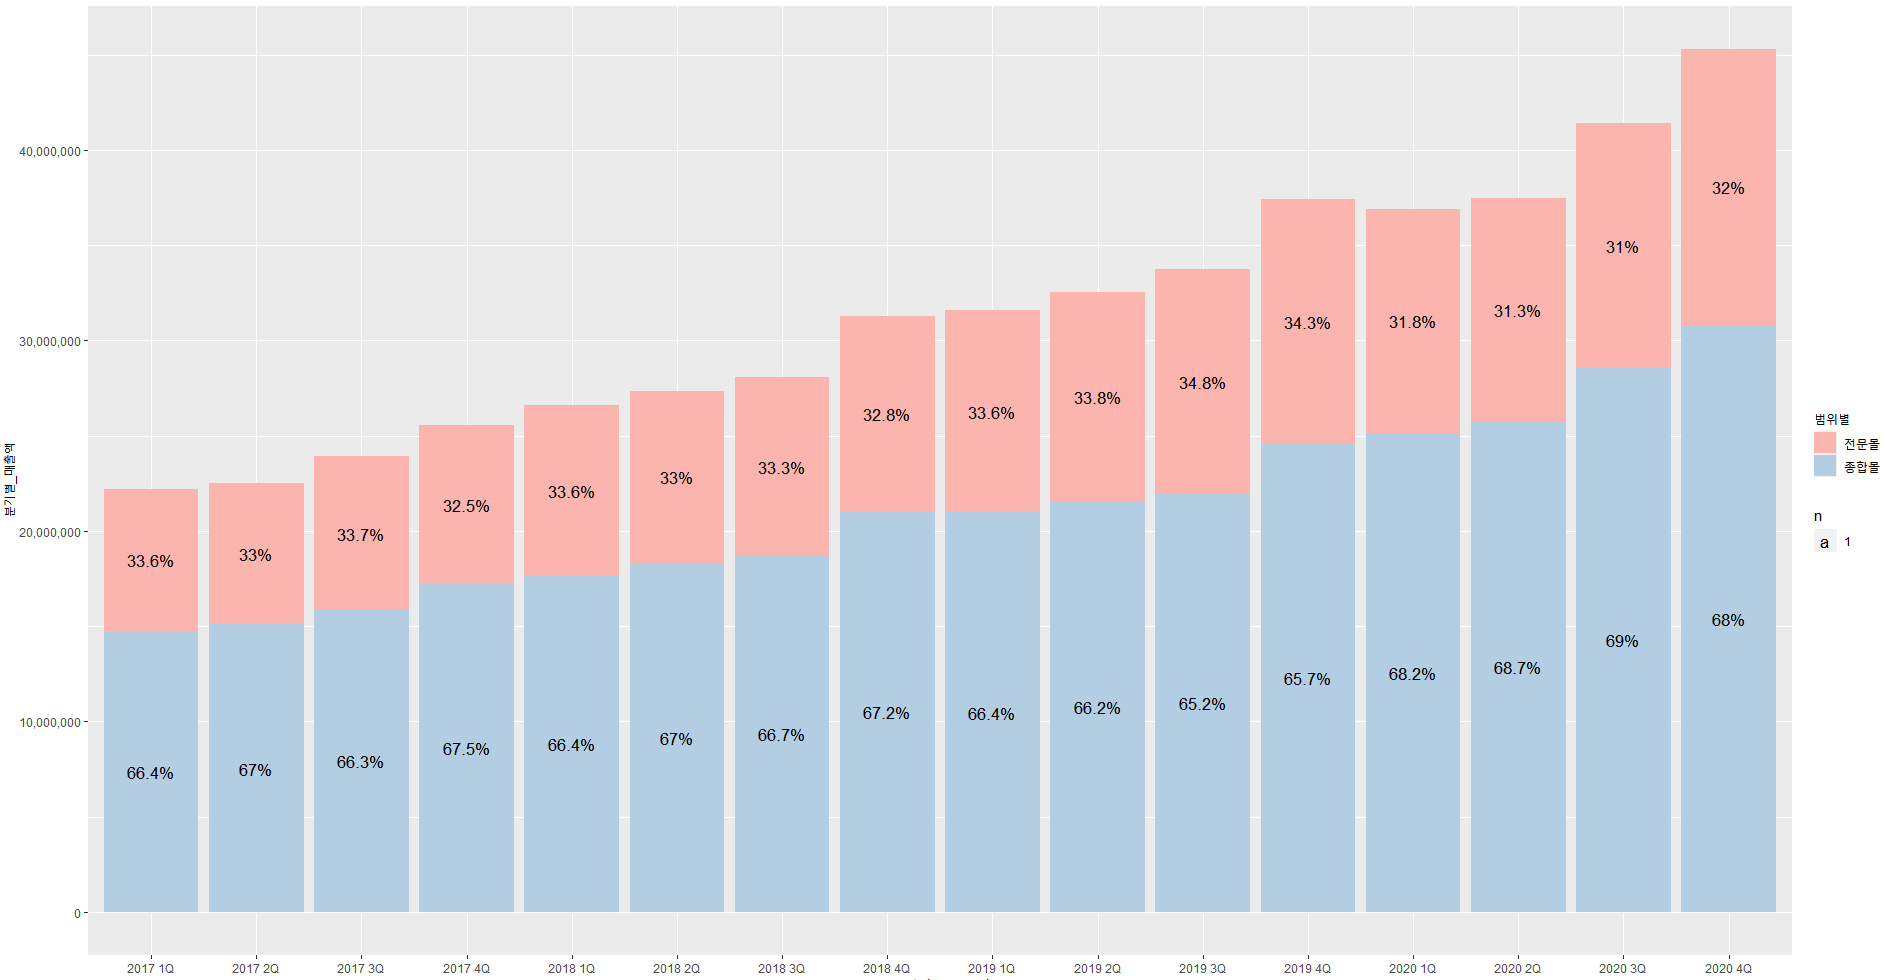 분기별_매출액
40,000,000
30,000,000
20,000,000
10,000,000
0
33.6%
33%
33.7%
32.5%
33.6%
33%
33.3%
32.8%
33.6%
33.8%
34.8%
34.3%
31.8%
31.3%
31%
32%
66.4%
67%
66.3%
67.5%
66.4%
67%
66.7%
67.2%
66.4%
66.2%
65.2%
65.7%
68.2%
68.7%
69%
68%
2017 1Q
2017 2Q
2017 3Q
2017 4Q
2018 1Q
2018 2Q
2018 3Q
2018 4Q
2019 1Q
2019 2Q
2019 3Q
2019 4Q
2020 1Q
2020 2Q
2020 3Q
2020 4Q
범위별
전문몰
종합몰
n
a 1